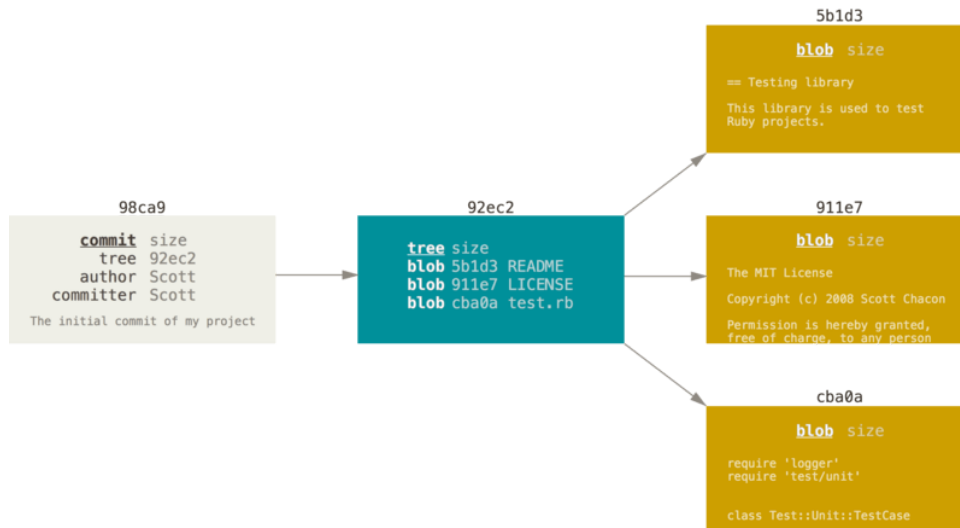 98ca9
commit size
tree 92ec2
author Scott
committer Scott
The initial commit of my project
92ec2
tree size
blob 5b1d3 README
blob 911e7 LICENSE
blob cba0a test.rb
5b1d3
blob size
== Testing library
This library is used to test
Ruby projects.
911e7
blob size
The MIT License
Copyright (c) 2008 Scott Chacon
Permission is hereby granted,
free of charge, to any person
cba0a
blob size
require 'logger'
require 'test/unit'
class Test::Unit::TestCase